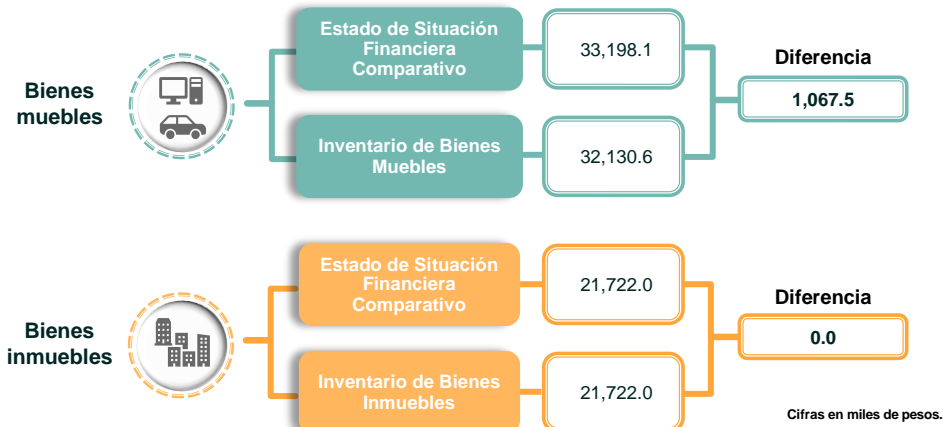 Bienes
muebles
Estado de Situación
Financiera
Comparativo
33,198.1
Inventario de Bienes
Muebles
32,130.6
Diferencia
1,067.5
Bienes
inmuebles
Estado de Situación
Financiera
Comparativo
21,722.0
Inventario de Bienes
Inmuebles
21,722.0
Diferencia
0.0
Cifras en miles de pesos.